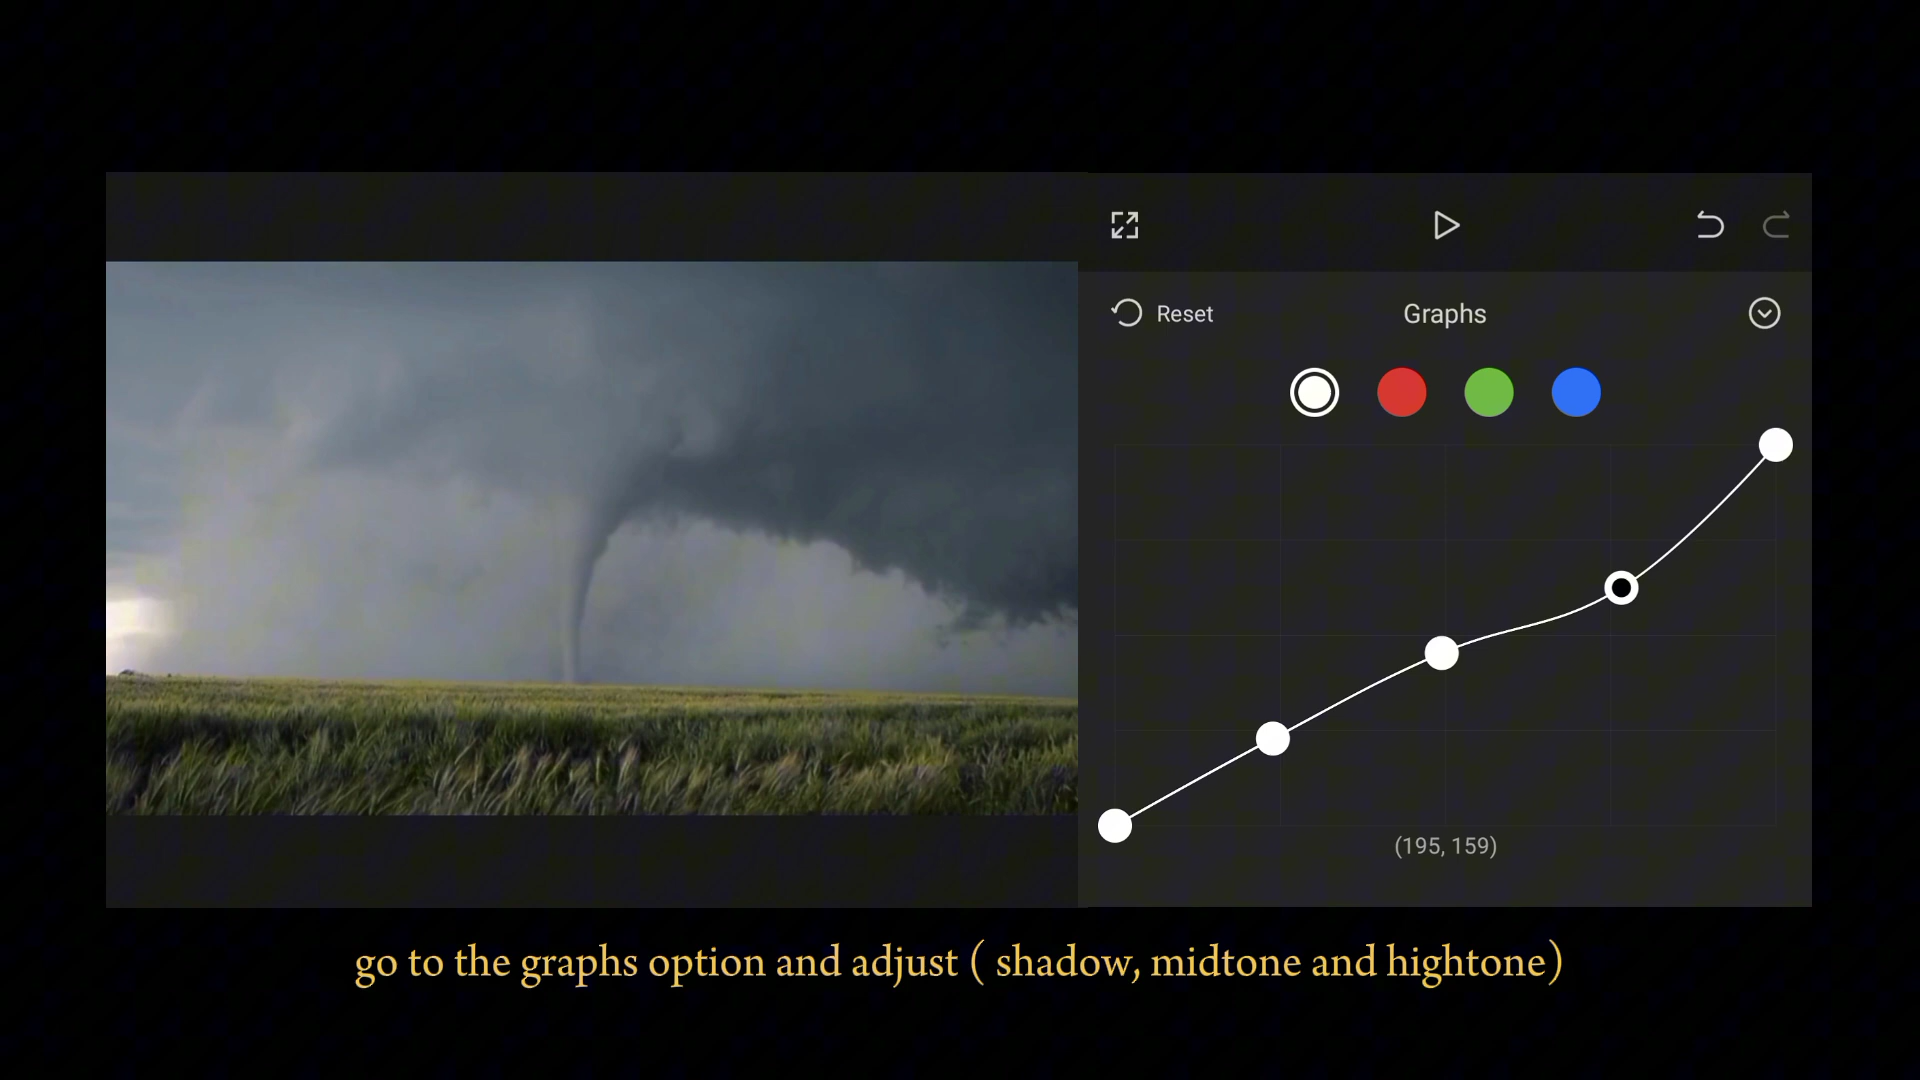 Reset
Graphs
(195, 159)
go to the graphs option and adjust ( shadow, midtone and hightone)